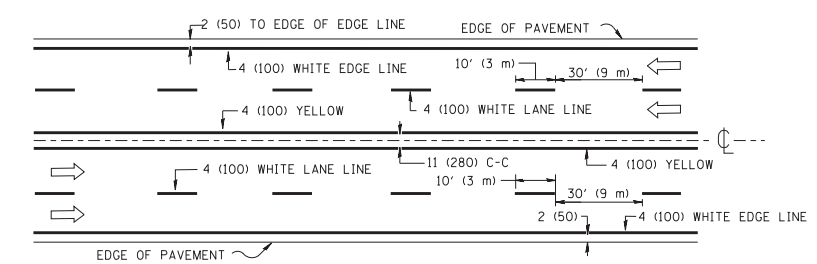 2 (50) TO EDGE OF EDGE LINE
EDGE OF PAVEMENT
4 (100) WHITE EDGE LINE
10' (3 m)
30' (9 m)
4 (100) YELLOW
4 (100) WHITE LANE LINE
℄
4 (100) WHITE LANE LINE
11 (280) C-C
4 (100) YELLOW
10' (3 m)
30' (9 m)
2 (50)
4 (100) WHITE EDGE LINE
EDGE OF PAVEMENT